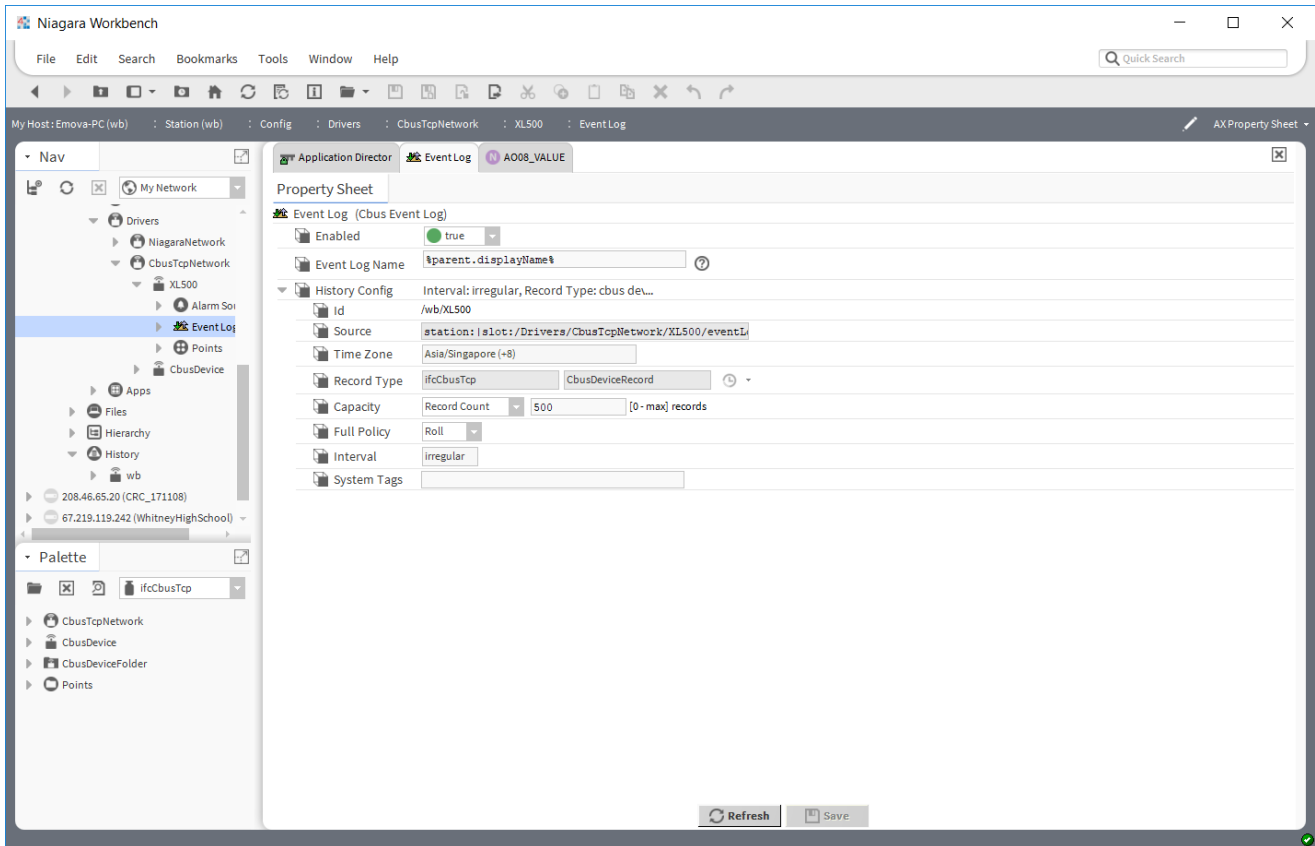 Niagara Workbench
File Edit Search Bookmarks Tools Window Help
Quick Search
My Host : Emova-PC (wb) : Station (wb) : Config : Drivers : CbusTcpNetwork : XL500 : Event Log
AX Property Sheet
Nav
My Network
Drivers
NiagaraNetwork
CbusTcpNetwork
XL500
Alarm Sou
Event Log
Points
CbusDevice
Apps
Files
Hierarchy
History
wb
208.46.65.20 (CRC_171108)
67.219.119.242 (WhitneyHighSchool)
Palette
ifcCbusTcp
CbusTcpNetwork
CbusDevice
CbusDeviceFolder
Points
Application Director Event Log N AO08_VALUE
Property Sheet
Event Log (Cbus Event Log)
Enabled true
Event Log Name %parent.displayName%
History Config Interval: irregular, Record Type: cbus de\...
Id /wb/XL500
Source station:|slot:/Drivers/CbusTcpNetwork/XL500/eventL
Time Zone Asia/Singapore (+8)
Record Type ifcCbusTcp CbusDeviceRecord
Capacity Record Count 500 [0 - max] records
Full Policy Roll
Interval irregular
System Tags
Refresh Save